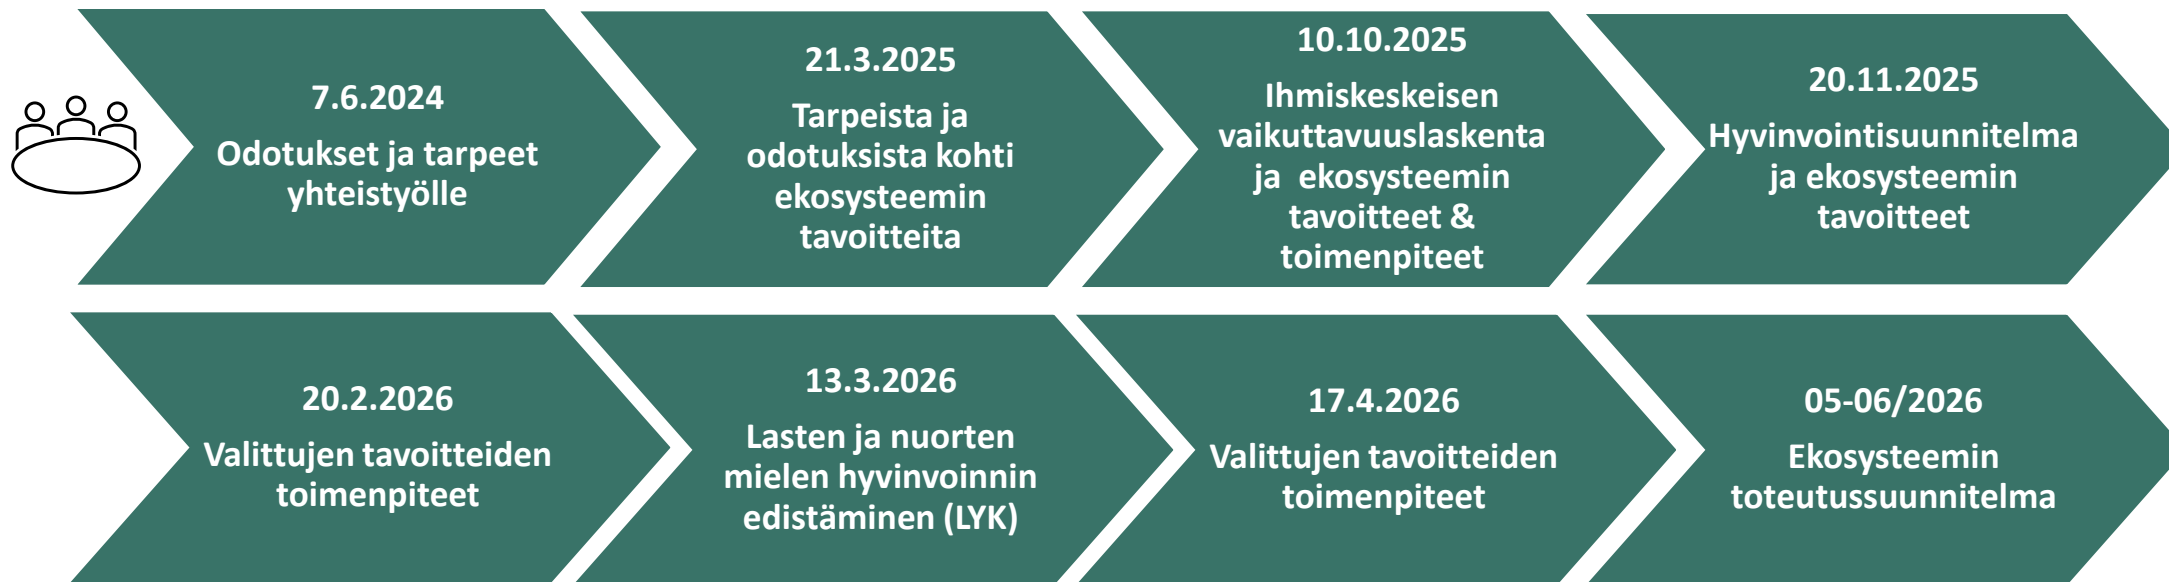 7.6.2024
Odotukset ja tarpeet
yhteistyölle
21.3.2025
Tarpeista ja
odotuksista kohti
ekosysteemin
tavoitteita
10.10.2025
Ihmiskeskeisen
vaikuttavuuslaskenta
ja ekosysteemin
tavoitteet &
toimenpiteet
20.11.2025
Hyvinvointisuunnitelma
ja ekosysteemin
tavoitteet
20.2.2026
Valittujen tavoitteiden
toimenpiteet
13.3.2026
Lasten ja nuorten
mielen hyvinvoinnin
edistäminen (LYK)
17.4.2026
Valittujen tavoitteiden
toimenpiteet
05-06/2026
Ekosysteemin
toteutussuunnitelma